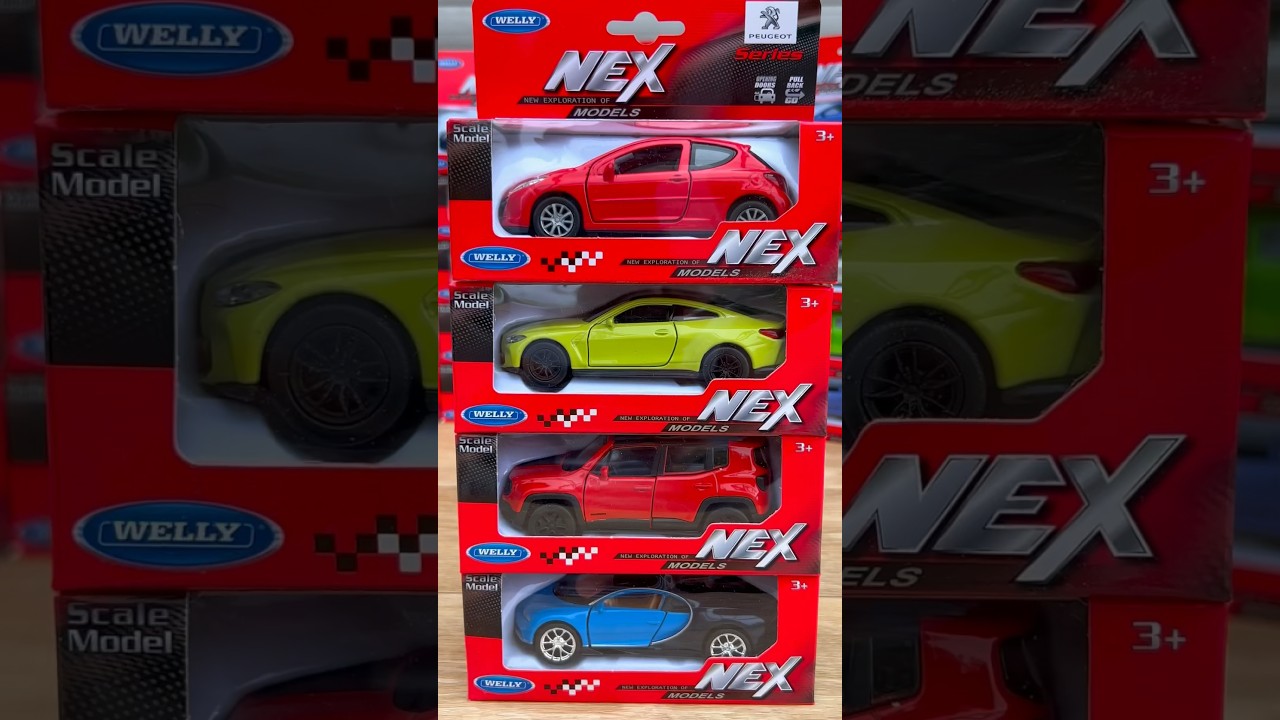 WELLY
PEUGEOT
NEX
Series
NEW EXPLORATION OF
MODELS
OPENING
DOORS
PULL
BACK
GO
Scale
Model
3+
WELLY
NEX
NEW EXPLORATION OF
MODELS
Scale
Model
3+
WELLY
NEX
NEW EXPLORATION OF
MODELS
Scale
Model
3+
WELLY
NEX
NEW EXPLORATION OF
MODELS
Scale
Model
3+
WELLY
NEX
NEW EXPLORATION OF
MODELS
WELLY
Scale
Model
WELLY
Scale
Model
NEX
DELS
3+
NEX
ELS
3+